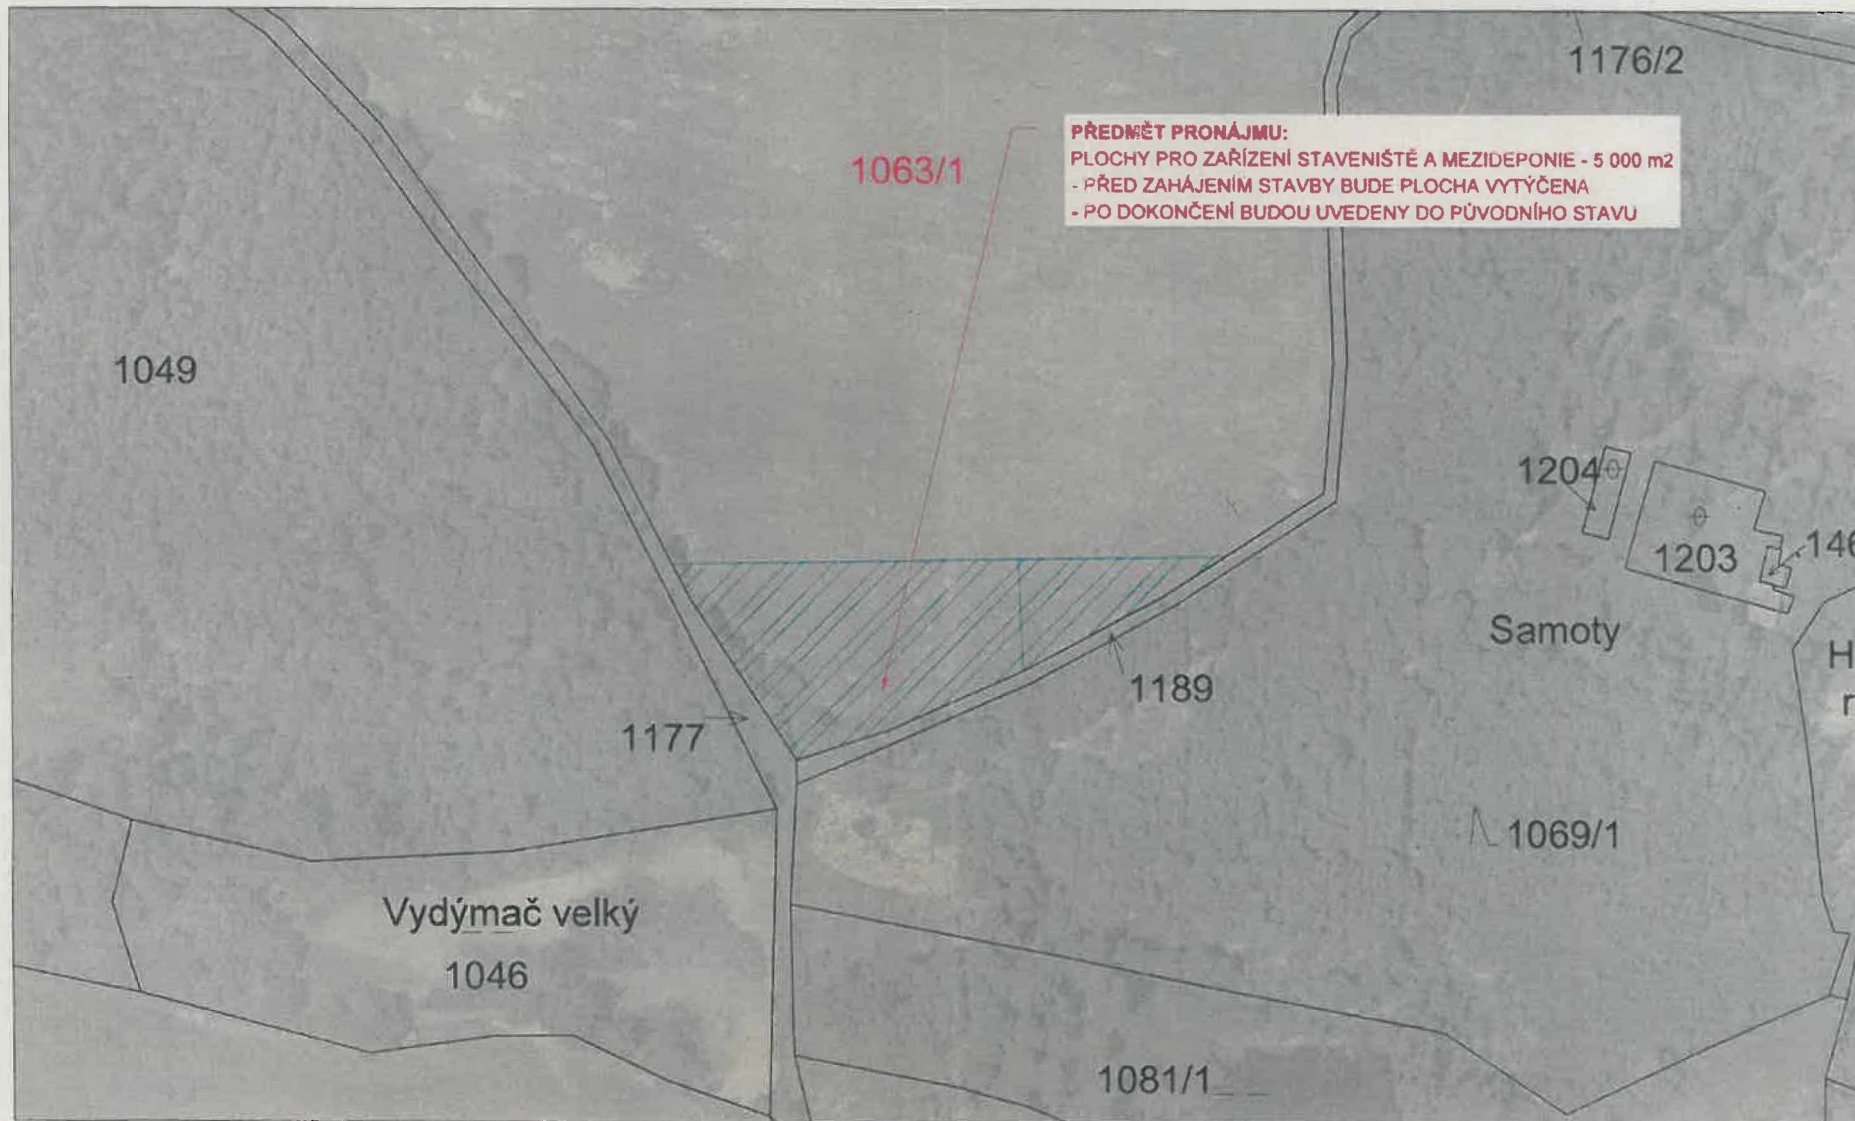 1176/2
PŘEDMĚT PRONÁJMU:
PLOCHY PRO ZAŘÍZENÍ STAVENIŠTĚ A MEZIDEPONIE - 5 000 m2
- PŘED ZAHÁJENÍM STAVBY BUDE PLOCHA VYTÝČENA
- PO DOKONČENÍ BUDOU UVEDENY DO PŮVODNÍHO STAVU
1063/1
1049
1204
1203
146
Samoty
H
r
1189
1177
1069/1
Vydýmač velký
1046
1081/1